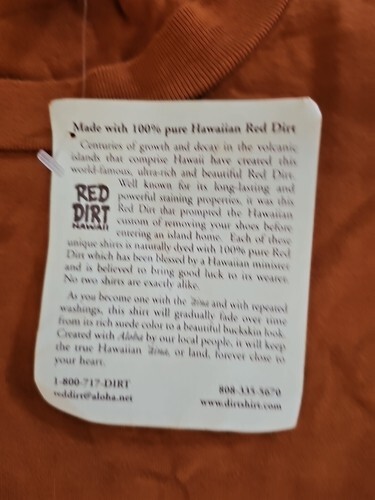 Made with 100% pure Hawaiian Red Dirt
Centuries of growth and decay in the volcanic
islands that comprise Hawaii have created this
world-famous, ultra-rich and beautiful Red Dirt.
RED
DIRT
HAWAII
Well known for its long-lasting and
powerful staining properties, it was this
Red Dirt that prompted the Hawaiian
custom of removing your shoes before
entering an island home. Each of these
unique shirts is naturally dyed with 100% pure Red
Dirt which has been blessed by a Hawaiian minister
and is believed to bring good luck to its wearer.
No two shirts are exactly alike.
As you become one with the 'Aina and with repeated
washings, this shirt will gradually fade over time
from its rich suede color to a beautiful buckskin look.
Created with Aloha by our local people, it will keep
the true Hawaiian 'Aina, or land, forever close to
your heart.
1-800-717-DIRT
808-335-5670
reddirt@aloha.net
www.dirtshirt.com